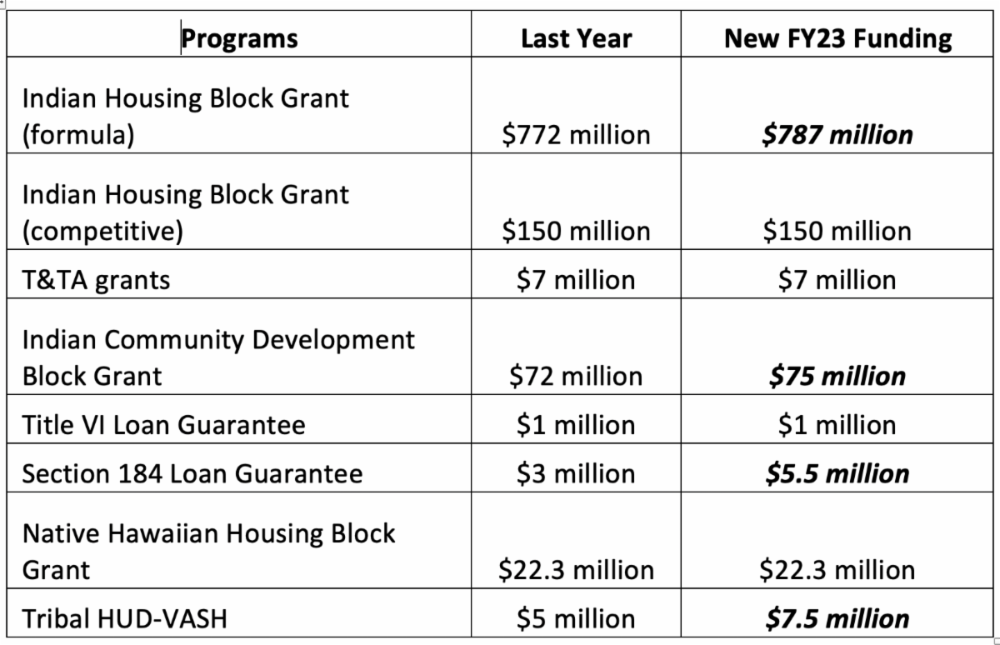 Programs Last Year New FY23 Funding
Indian Housing Block Grant
(formula) $772 million $787 million
Indian Housing Block Grant
(competitive) $150 million $150 million
T&TA grants $7 million $7 million
Indian Community Development
Block Grant $72 million $75 million
Title VI Loan Guarantee $1 million $1 million
Section 184 Loan Guarantee $3 million $5.5 million
Native Hawaiian Housing Block
Grant $22.3 million $22.3 million
Tribal HUD-VASH $5 million $7.5 million